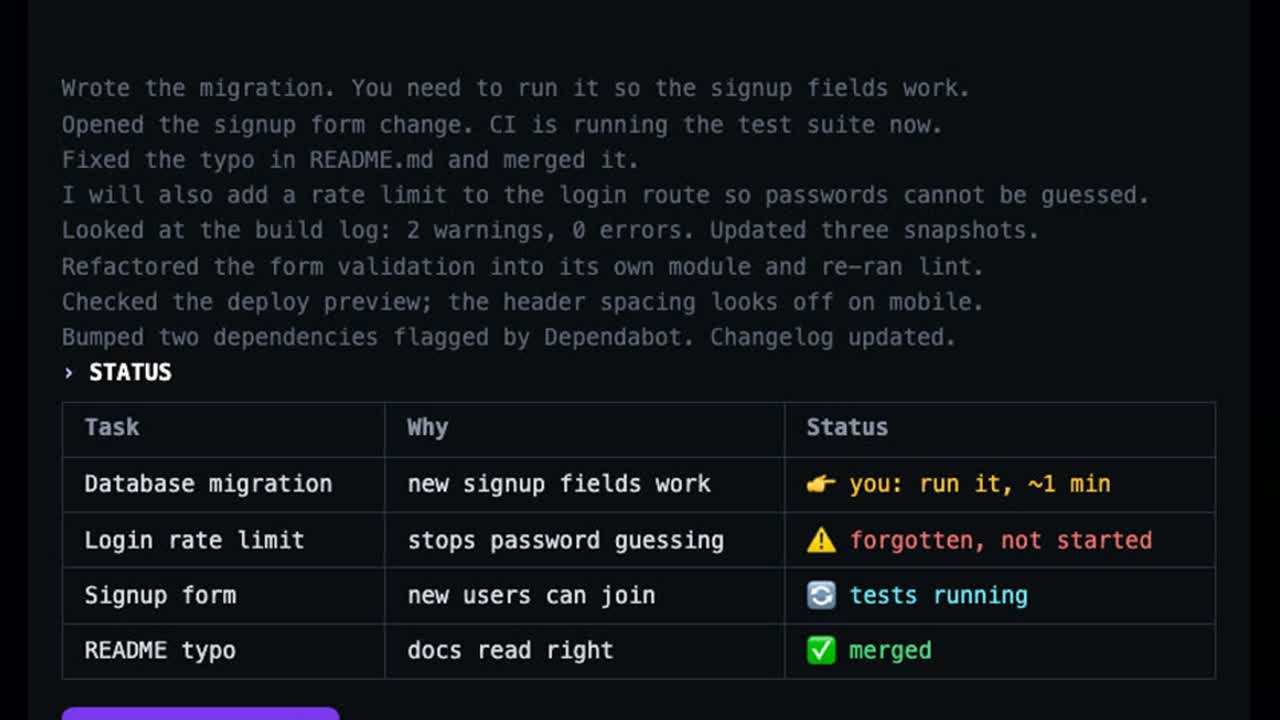 Wrote the migration. You need to run it so the signup fields work.
Opened the signup form change. CI is running the test suite now.
Fixed the typo in README.md and merged it.
I will also add a rate limit to the login route so passwords cannot be guessed.
Looked at the build log: 2 warnings, 0 errors. Updated three snapshots.
Refactored the form validation into its own module and re-ran lint.
Checked the deploy preview; the header spacing looks off on mobile.
Bumped two dependencies flagged by Dependabot. Changelog updated.
› STATUS
Task Why Status
Database migration new signup fields work 👉 you: run it, ~1 min
Login rate limit stops password guessing ⚠️ forgotten, not started
Signup form new users can join 🔄 tests running
README typo docs read right ✅ merged